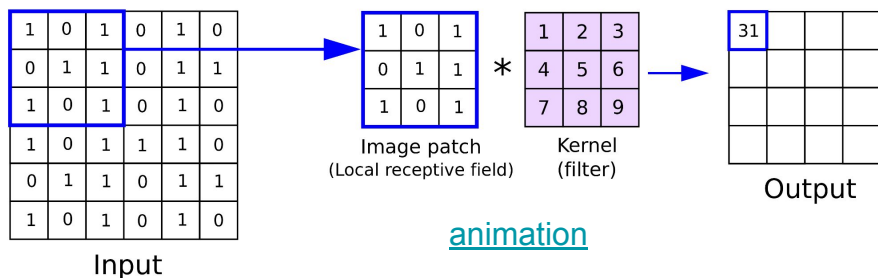 1 0 1 0 1 0
0 1 1 0 1 1
1 0 1 0 1 0
1 0 1 1 1 0
0 1 1 0 1 1
1 0 1 0 1 0
Input
1 0 1
0 1 1
1 0 1
Image patch
(Local receptive field)
*
1 2 3
4 5 6
7 8 9
Kernel
(filter)
31
Output
animation